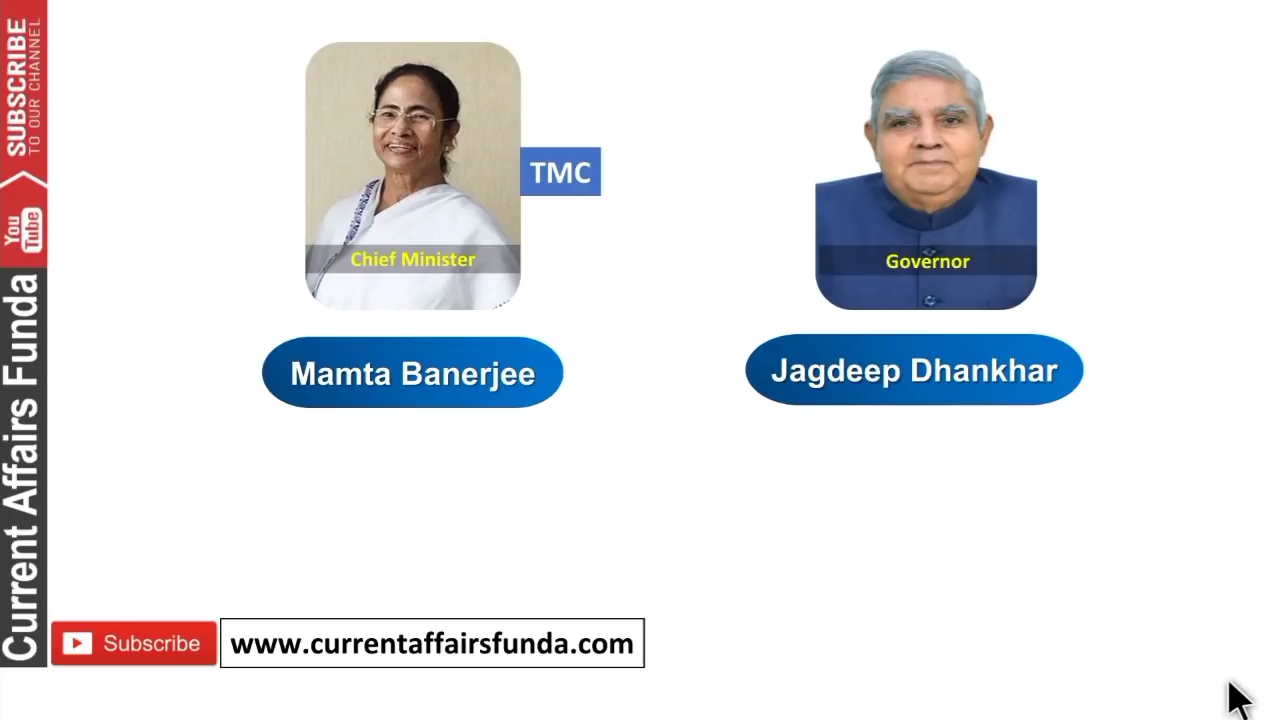 SUBSCRIBE
TO OUR CHANNEL
You
Tube
Current Affairs Funda
TMC
Chief Minister
Governor
Mamta Banerjee
Jagdeep Dhankhar
Subscribe
www.currentaffairsfunda.com